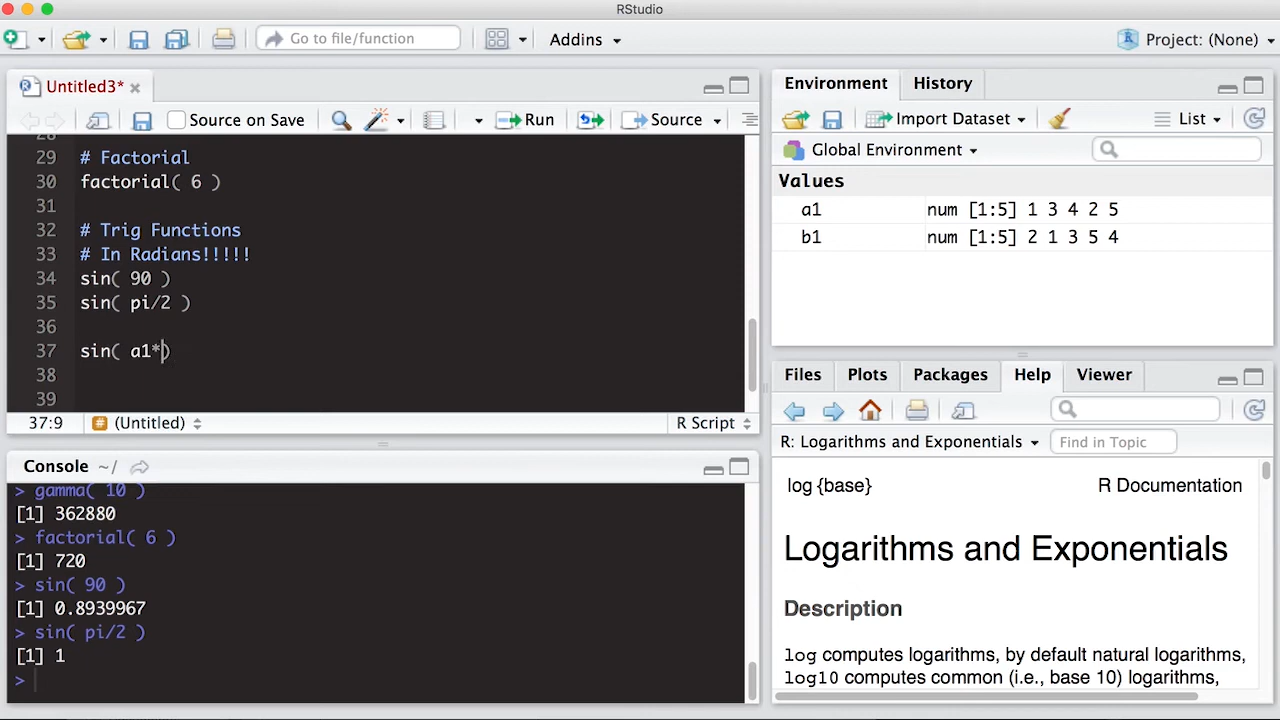 RStudio
Go to file/function
Addins
Project: (None)
Untitled3*
Source on Save
Run
Source
29 # Factorial
30 factorial( 6 )
31
32 # Trig Functions
33 # In Radians!!!!!
34 sin( 90 )
35 sin( pi/2 )
36
37 sin( a1*)
38
39
37:9 (Untitled) R Script
Console ~/
> gamma( 10 )
[1] 362880
> factorial( 6 )
[1] 720
> sin( 90 )
[1] 0.8939967
> sin( pi/2 )
[1] 1
>
Environment History
Import Dataset List
Global Environment
Values
a1 num [1:5] 1 3 4 2 5
b1 num [1:5] 2 1 3 5 4
Files Plots Packages Help Viewer
R: Logarithms and Exponentials Find in Topic
log {base} R Documentation
Logarithms and Exponentials
Description
log computes logarithms, by default natural logarithms,
log10 computes common (i.e., base 10) logarithms,